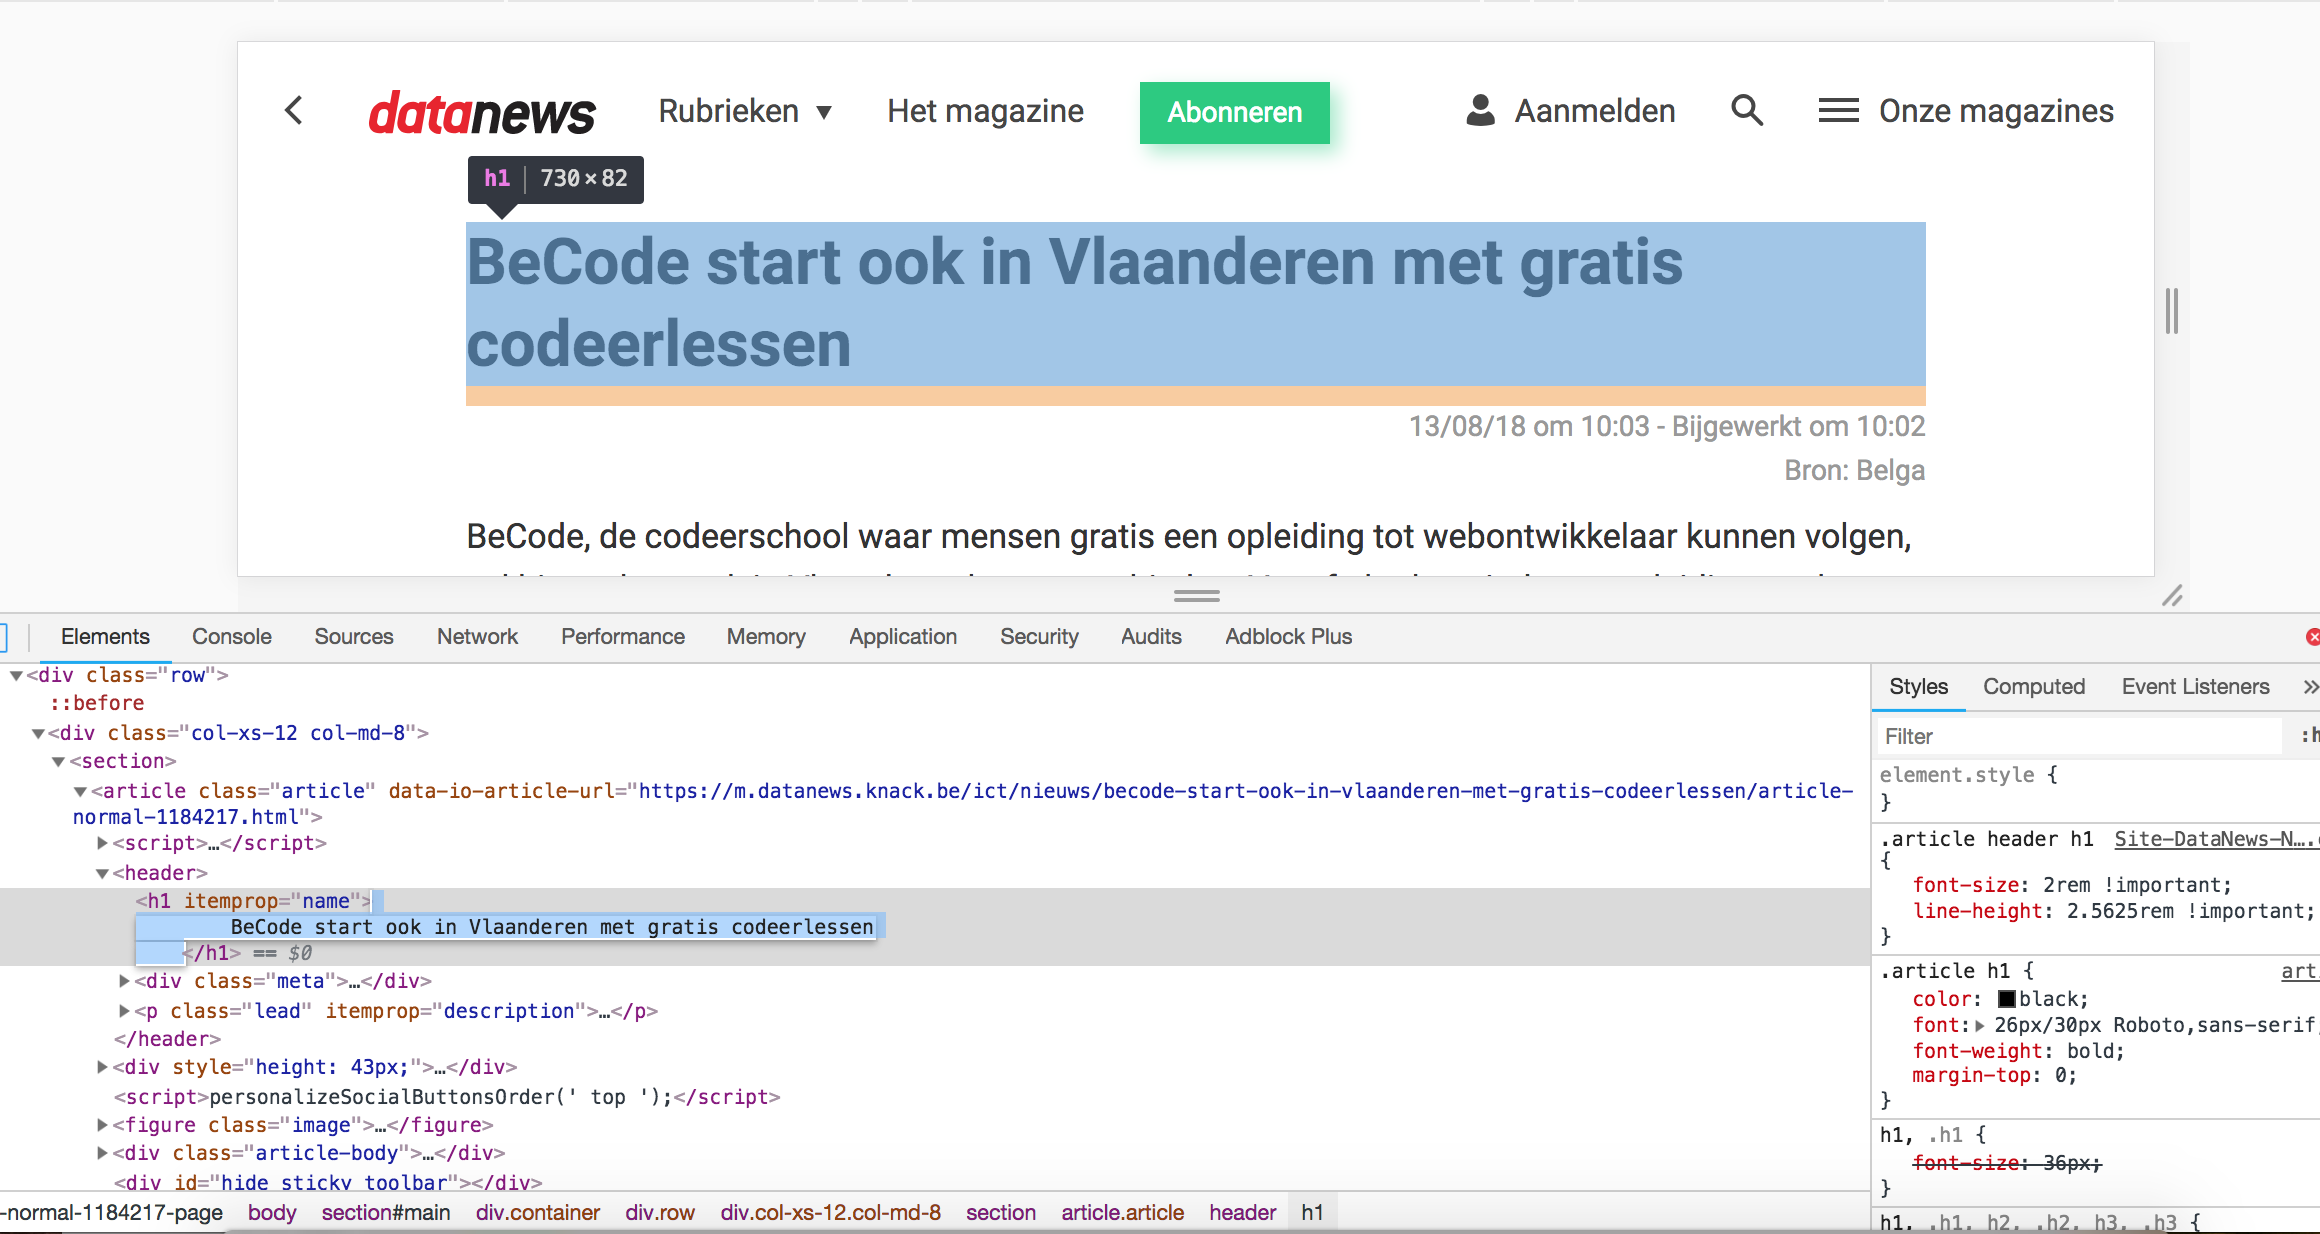 datanews Rubrieken ▼ Het magazine Abonneren Aanmelden Onze magazines
h1 730×82
BeCode start ook in Vlaanderen met gratis
codeerlessen
13/08/18 om 10:03 - Bijgewerkt om 10:02
Bron: Belga
BeCode, de codeerschool waar mensen gratis een opleiding tot webontwikkelaar kunnen volgen,
Elements Console Sources Network Performance Memory Application Security Audits Adblock Plus
<div class="row">
::before
<div class="col-xs-12 col-md-8">
<section>
<article class="article" data-io-article-url="https://m.datanews.knack.be/ict/nieuws/becode-start-ook-in-vlaanderen-met-gratis-codeerlessen/article-
normal-1184217.html">
<script>…</script>
<header>
<h1 itemprop="name">
BeCode start ook in Vlaanderen met gratis codeerlessen
</h1> == $0
<div class="meta">…</div>
<p class="lead" itemprop="description">…</p>
</header>
<div style="height: 43px;">…</div>
<script>personalizeSocialButtonsOrder(' top ');</script>
<figure class="image">…</figure>
<div class="article-body">…</div>
<div id="hide_sticky_toolbar"></div>
-normal-1184217-page body section#main div.container div.row div.col-xs-12.col-md-8 section article.article header h1
Styles Computed Event Listeners »
Filter :h
element.style {
}
.article header h1 Site-DataNews-N….
{
font-size: 2rem !important;
line-height: 2.5625rem !important;
}
.article h1 { art
color: black;
font: 26px/30px Roboto,sans-serif
font-weight: bold;
margin-top: 0;
}
h1, .h1 {
font-size: 36px;
}
h1, .h1, h2, .h2, h3, .h3 {